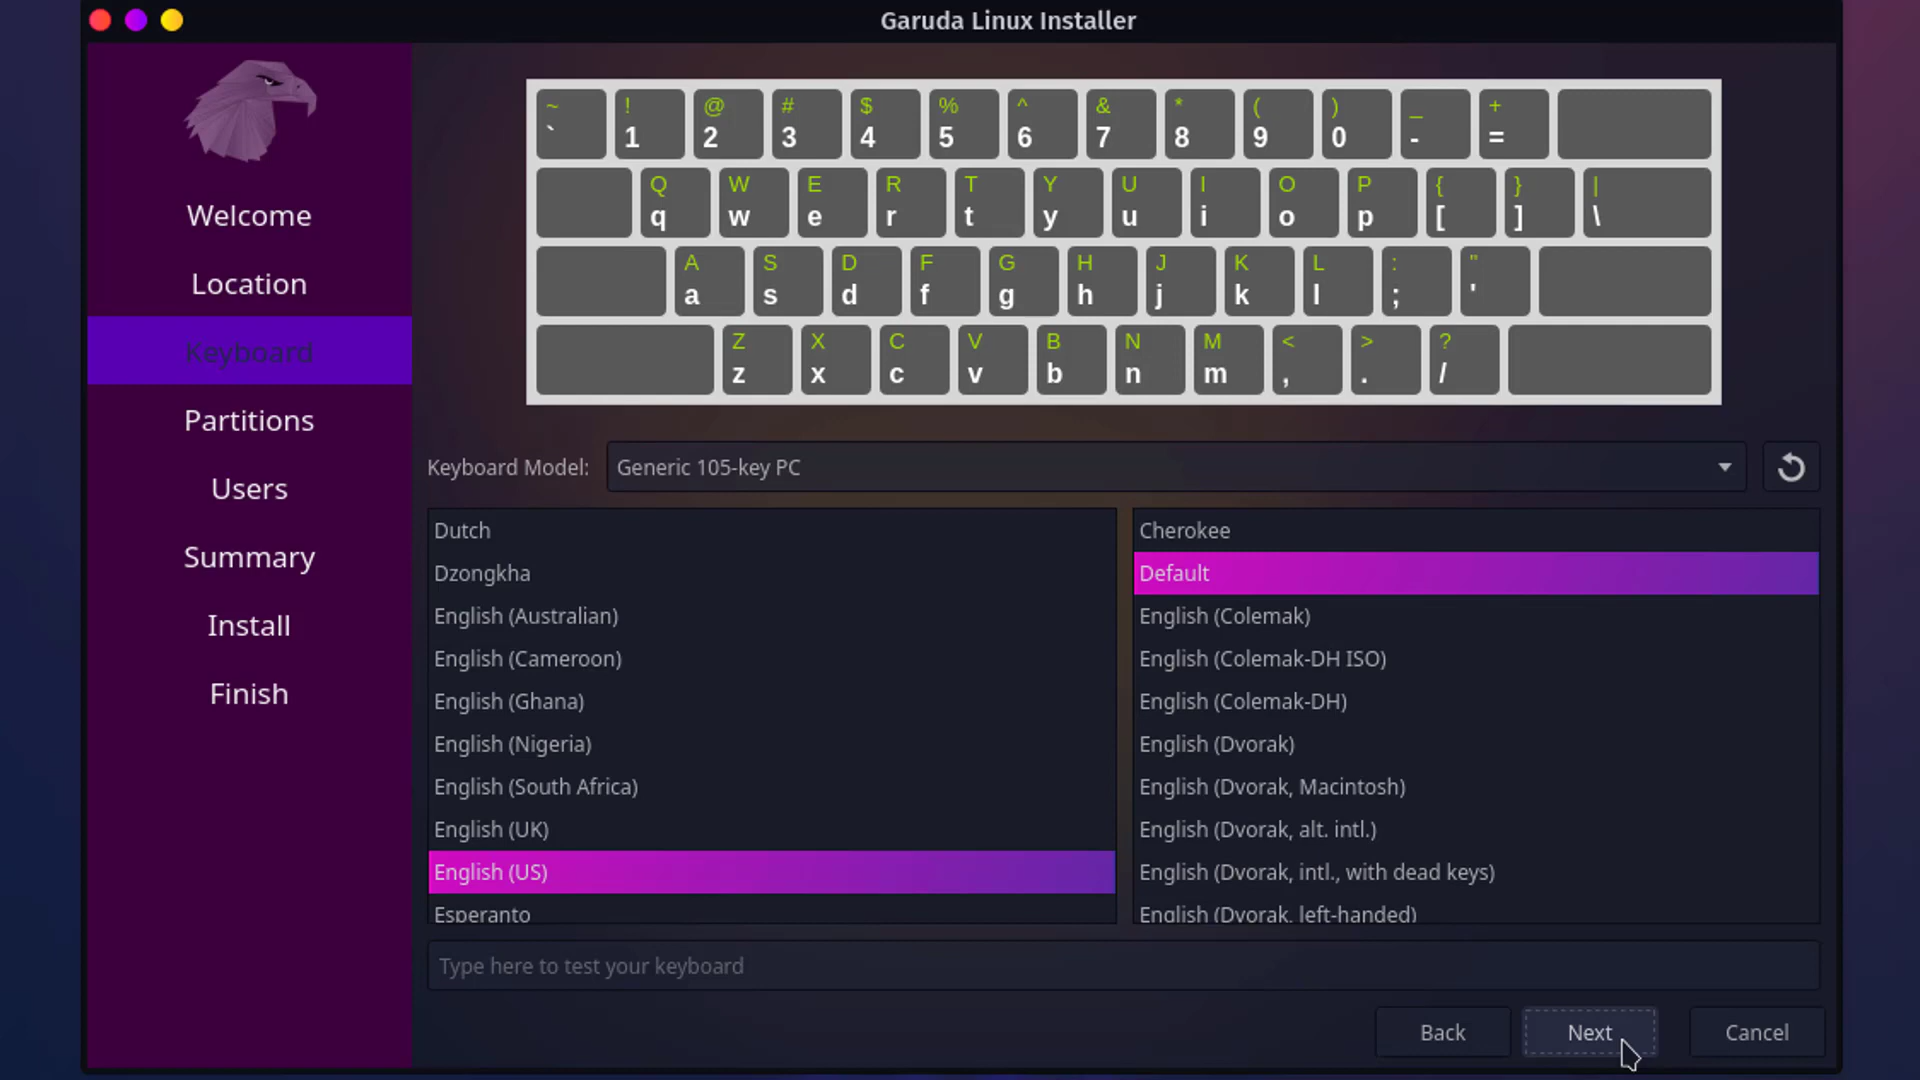 Garuda Linux Installer
Welcome
Location
Keyboard
Partitions
Users
Summary
Install
Finish
~ ! @ # $ % ^ & * ( ) _ +
` 1 2 3 4 5 6 7 8 9 0 - =
Q W E R T Y U I O P { } |
q w e r t y u i o p [ ] \
A S D F G H J K L : "
a s d f g h j k l ; '
Z X C V B N M < > ?
z x c v b n m , . /
Keyboard Model: Generic 105-key PC
Dutch
Dzongkha
English (Australian)
English (Cameroon)
English (Ghana)
English (Nigeria)
English (South Africa)
English (UK)
English (US)
Esperanto
Cherokee
Default
English (Colemak)
English (Colemak-DH ISO)
English (Colemak-DH)
English (Dvorak)
English (Dvorak, Macintosh)
English (Dvorak, alt. intl.)
English (Dvorak, intl., with dead keys)
English (Dvorak, left-handed)
Type here to test your keyboard
Back Next Cancel